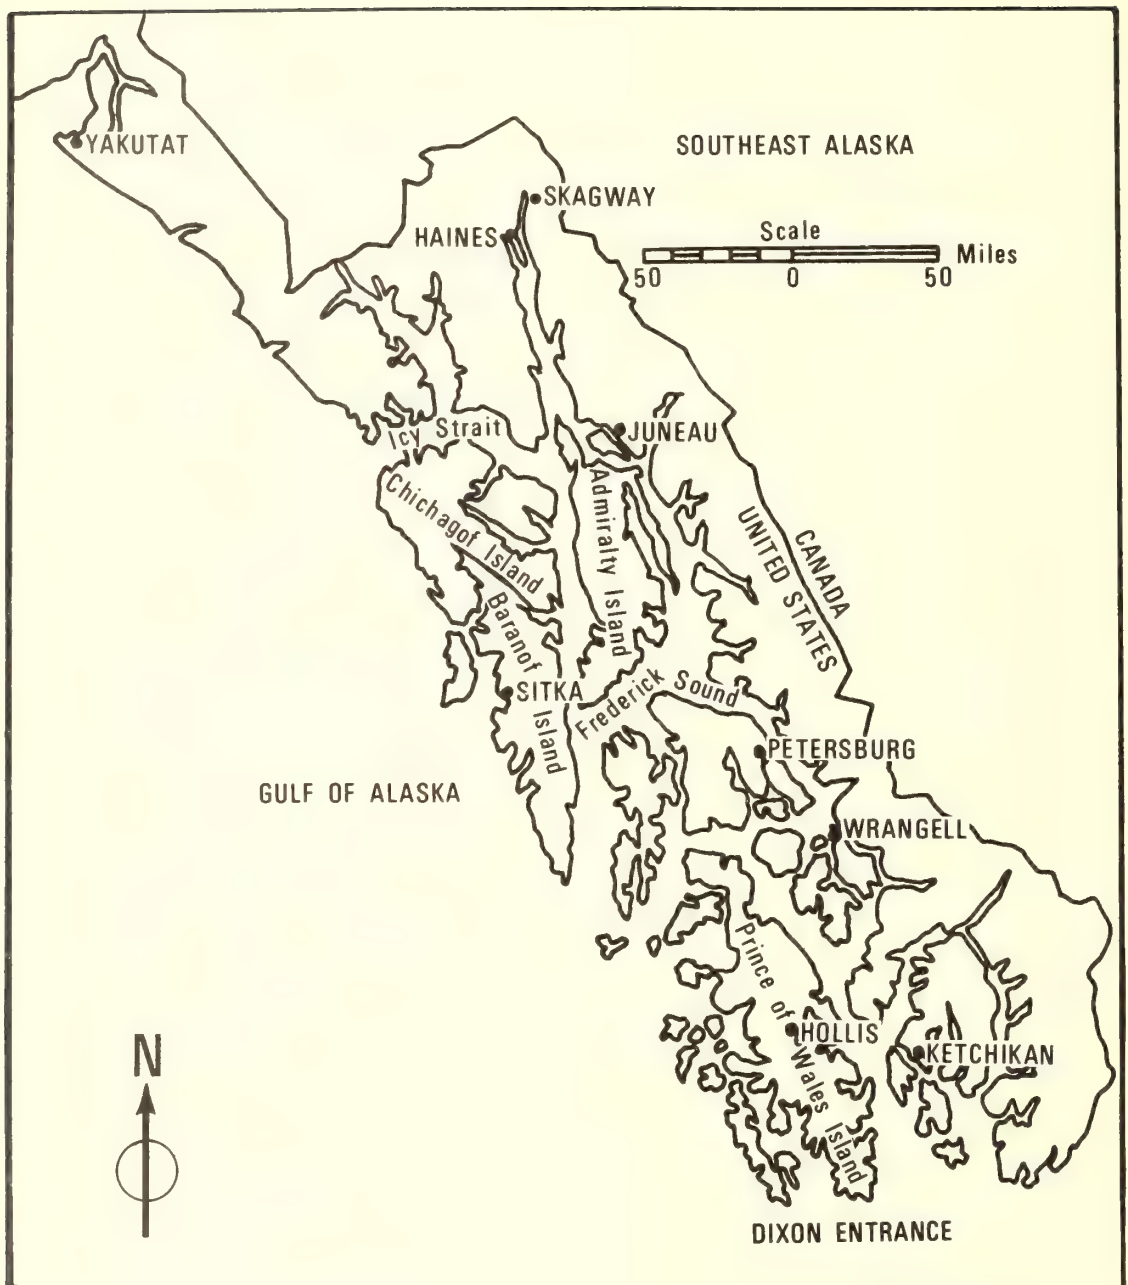 YAKUTAT
SOUTHEAST ALASKA
SKAGWAY
HAINES
Scale
Miles
50 0 50
Icy Strait
JUNEAU
Chichagof Island
Admiralty Island
CANADA
UNITED STATES
Baranof Island
SITKA
Frederick Sound
PETERSBURG
GULF OF ALASKA
WRANGELL
Prince of Wales Island
HOLLIS
KETCHIKAN
N
DIXON ENTRANCE